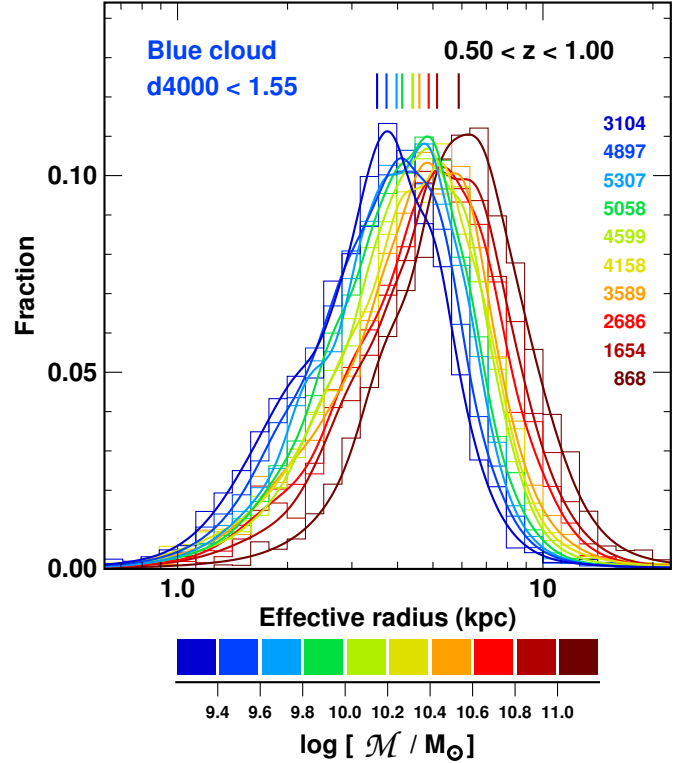 Blue cloud
0.50 < z < 1.00
d4000 < 1.55
3104
4897
5307
5058
4599
4158
3589
2686
1654
868
Fraction
0.10
0.05
0.00
1.0
10
Effective radius (kpc)
9.4 9.6 9.8 10.0 10.2 10.4 10.6 10.8 11.0
log [ ℳ / M⊙ ]